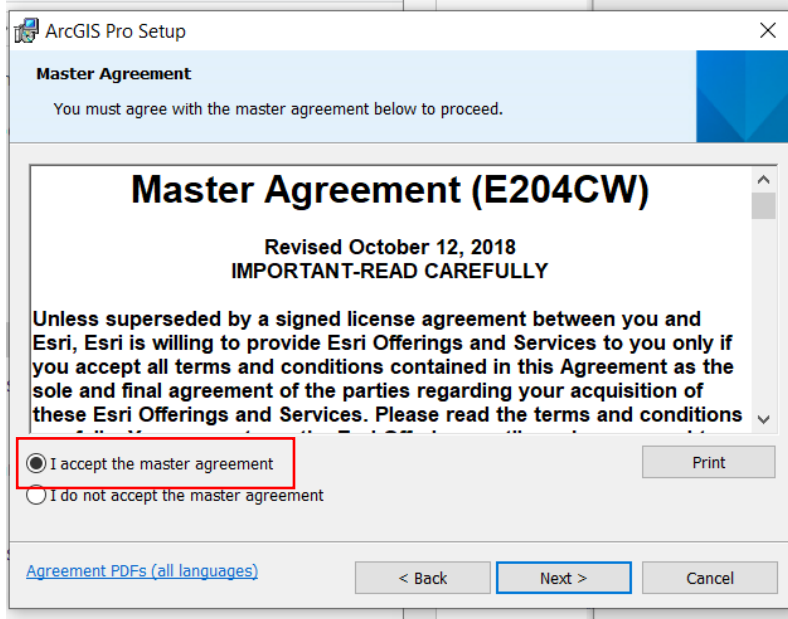 ArcGIS Pro Setup
Master Agreement
You must agree with the master agreement below to proceed.
Master Agreement (E204CW)
Revised October 12, 2018
IMPORTANT-READ CAREFULLY
Unless superseded by a signed license agreement between you and
Esri, Esri is willing to provide Esri Offerings and Services to you only if
you accept all terms and conditions contained in this Agreement as the
sole and final agreement of the parties regarding your acquisition of
these Esri Offerings and Services. Please read the terms and conditions
I accept the master agreement
Print
I do not accept the master agreement
Agreement PDFs (all languages)
< Back
Next >
Cancel